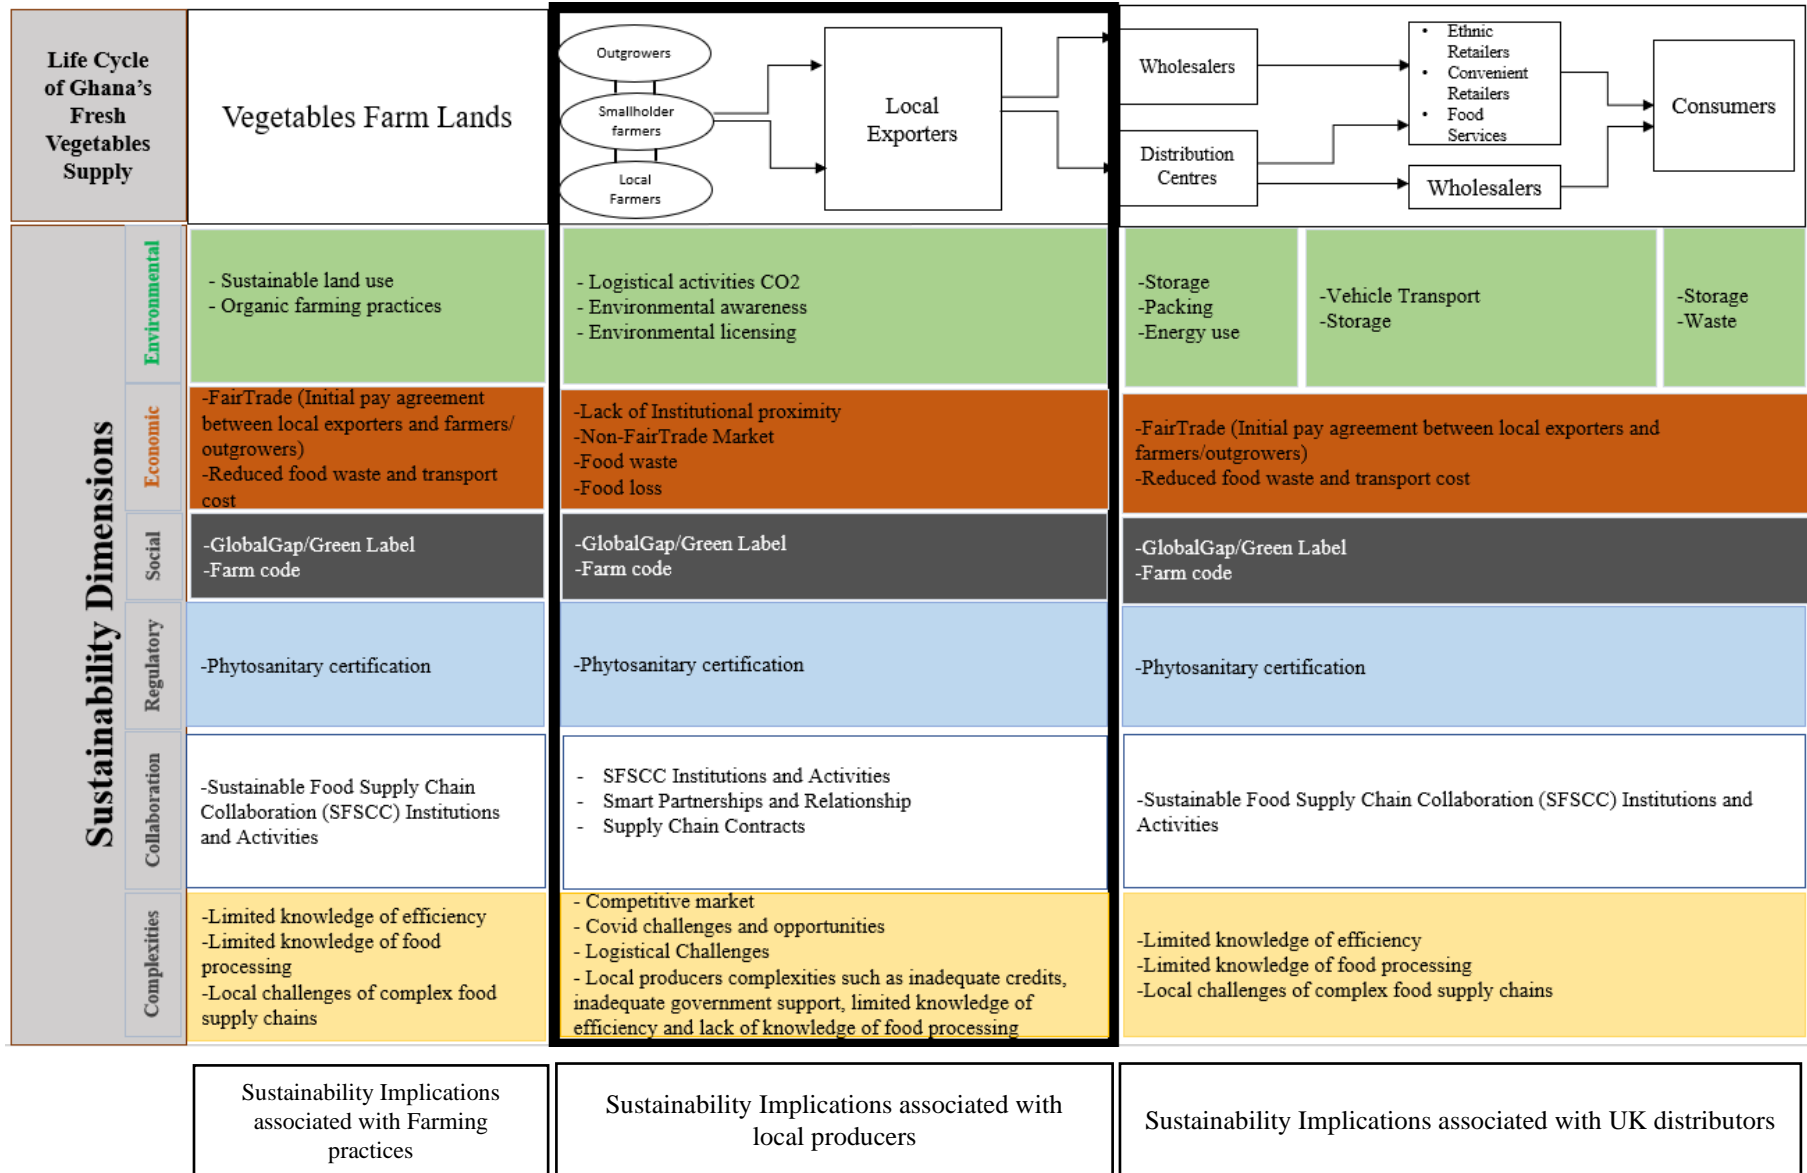 Life Cycle
of Ghana's
Fresh
Vegetables
Supply
Vegetables Farm Lands
Outgrowers
Smallholder
farmers
Local
Farmers
Local
Exporters
Wholesalers
Distribution
Centres
• Ethnic
Retailers
• Convenient
Retailers
• Food
Services
Wholesalers
Consumers
Sustainability Dimensions
Environmental
- Sustainable land use
- Organic farming practices
- Logistical activities CO2
- Environmental awareness
- Environmental licensing
-Storage
-Packing
-Energy use
-Vehicle Transport
-Storage
-Storage
-Waste
Economic
-FairTrade (Initial pay agreement
between local exporters and farmers/
outgrowers)
-Reduced food waste and transport
cost
-Lack of Institutional proximity
-Non-FairTrade Market
-Food waste
-Food loss
-FairTrade (Initial pay agreement between local exporters and
farmers/outgrowers)
-Reduced food waste and transport cost
Social
-GlobalGap/Green Label
-Farm code
-GlobalGap/Green Label
-Farm code
-GlobalGap/Green Label
-Farm code
Regulatory
-Phytosanitary certification
-Phytosanitary certification
-Phytosanitary certification
Collaboration
-Sustainable Food Supply Chain
Collaboration (SFSCC) Institutions
and Activities
- SFSCC Institutions and Activities
- Smart Partnerships and Relationship
- Supply Chain Contracts
-Sustainable Food Supply Chain Collaboration (SFSCC) Institutions and
Activities
Complexities
-Limited knowledge of efficiency
-Limited knowledge of food
processing
-Local challenges of complex food
supply chains
- Competitive market
- Covid challenges and opportunities
- Logistical Challenges
- Local producers complexities such as inadequate credits,
inadequate government support, limited knowledge of
efficiency and lack of knowledge of food processing
-Limited knowledge of efficiency
-Limited knowledge of food processing
-Local challenges of complex food supply chains
Sustainability Implications
associated with Farming
practices
Sustainability Implications associated with
local producers
Sustainability Implications associated with UK distributors